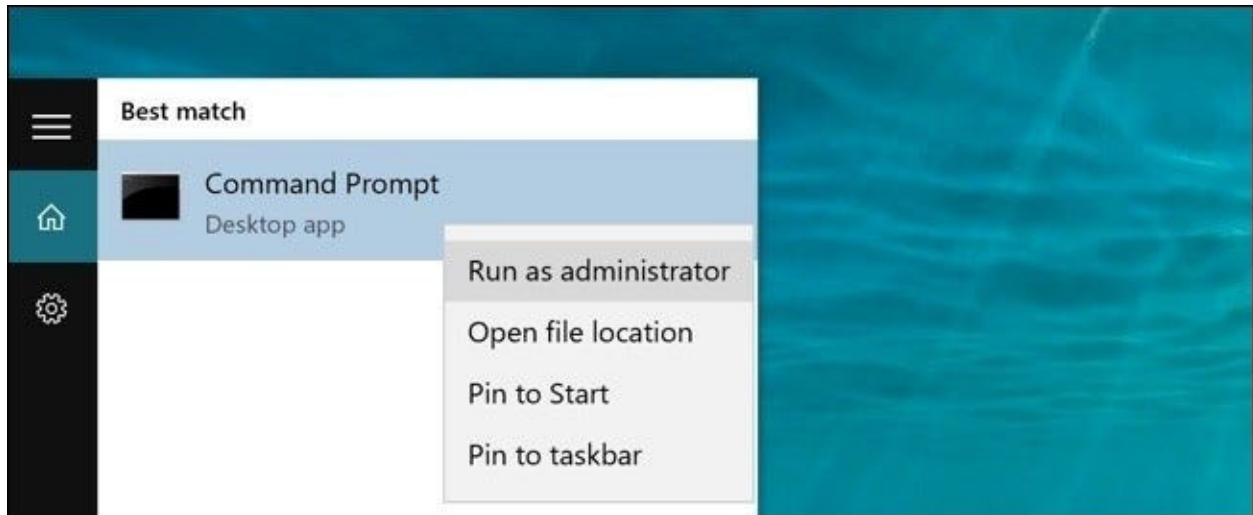 Best match
Command Prompt
Desktop app
Run as administrator
Open file location
Pin to Start
Pin to taskbar